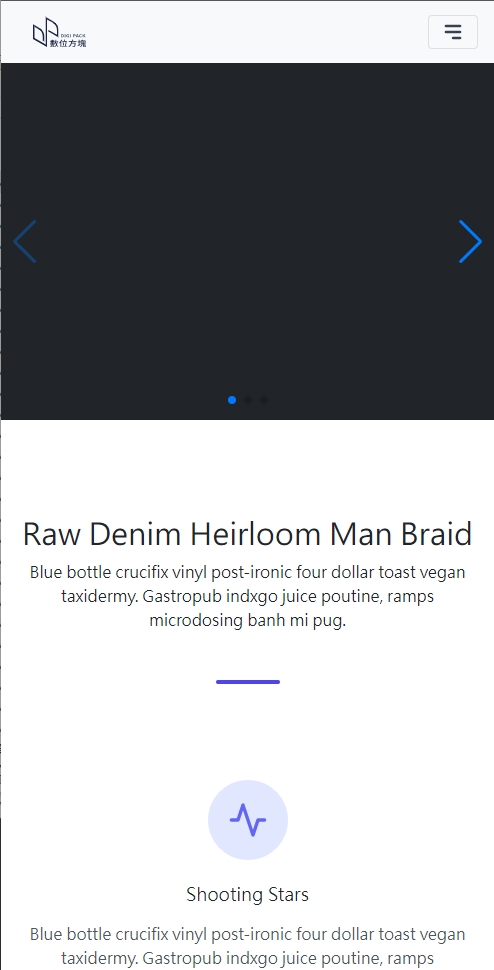 DIGI PACK
數位方塊
Raw Denim Heirloom Man Braid
Blue bottle crucifix vinyl post-ironic four dollar toast vegan
taxidermy. Gastropub indxgo juice poutine, ramps
microdosing banh mi pug.
Shooting Stars
Blue bottle crucifix vinyl post-ironic four dollar toast vegan
taxidermy. Gastropub indxgo juice poutine, ramps